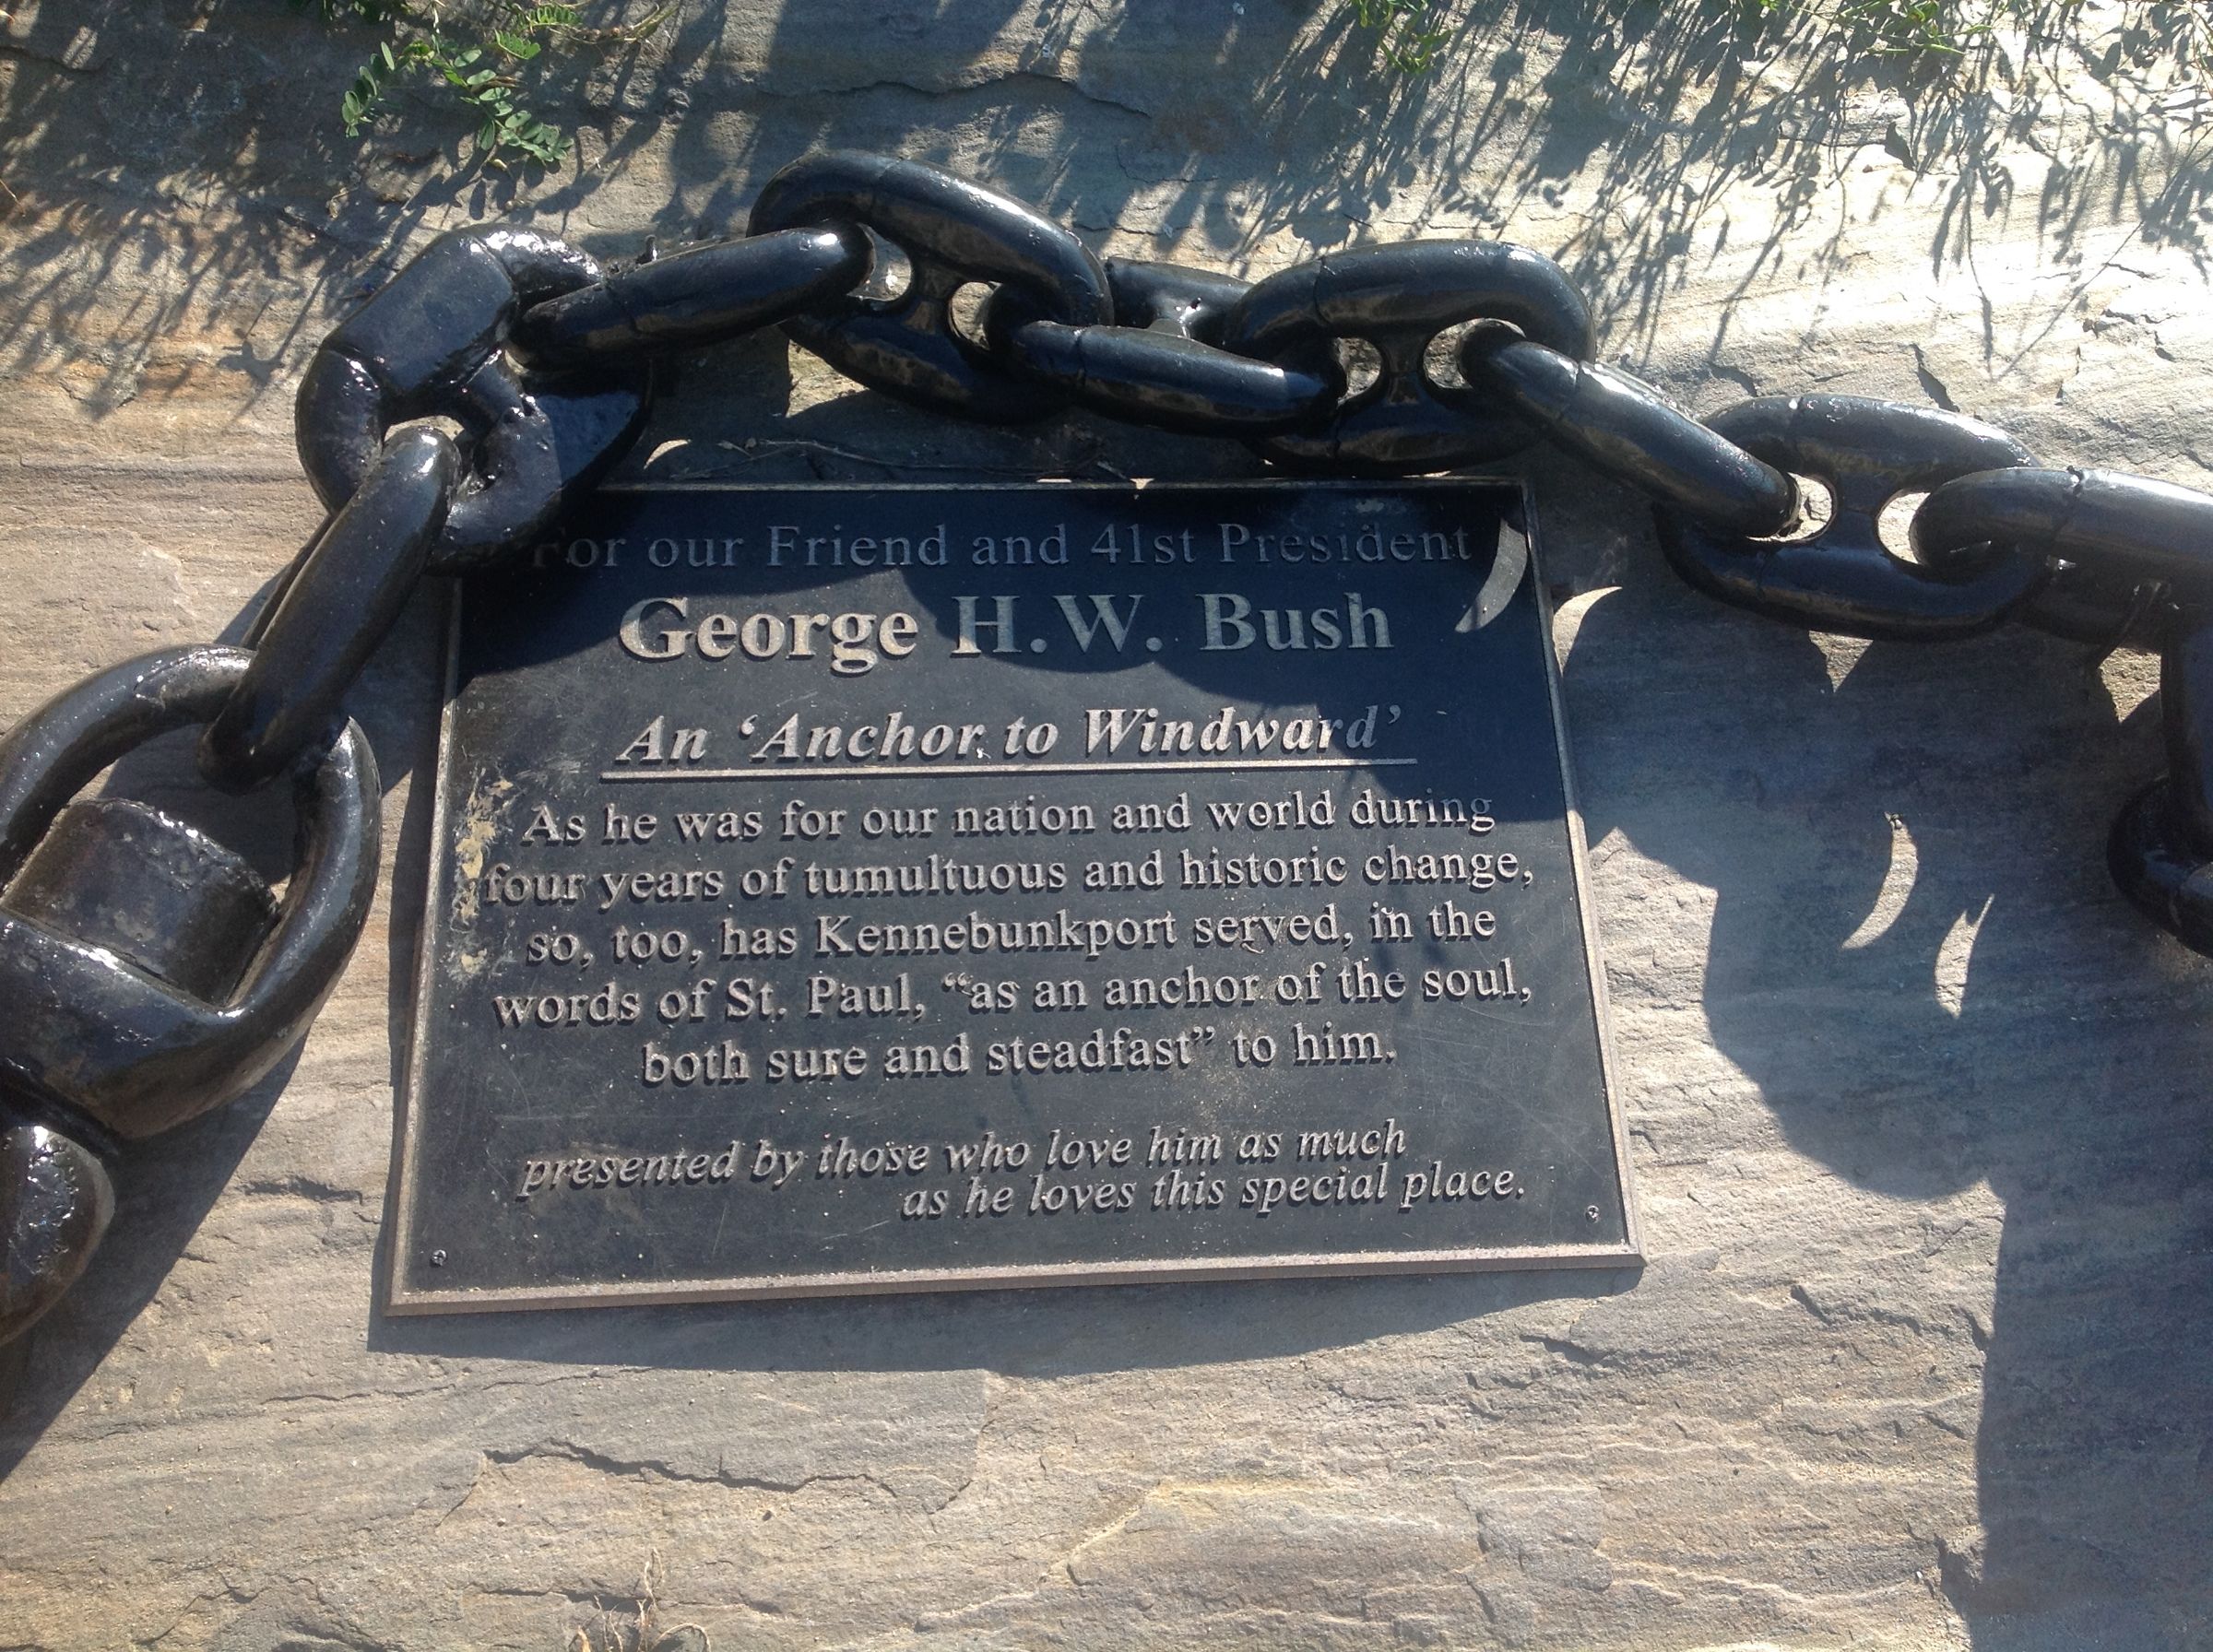 For our Friend and 41st President
George H.W. Bush
An ‘Anchor to Windward’
As he was for our nation and world during
four years of tumultuous and historic change,
so, too, has Kennebunkport served, in the
words of St. Paul, “as an anchor of the soul,
both sure and steadfast” to him.
presented by those who love him as much
as he loves this special place.